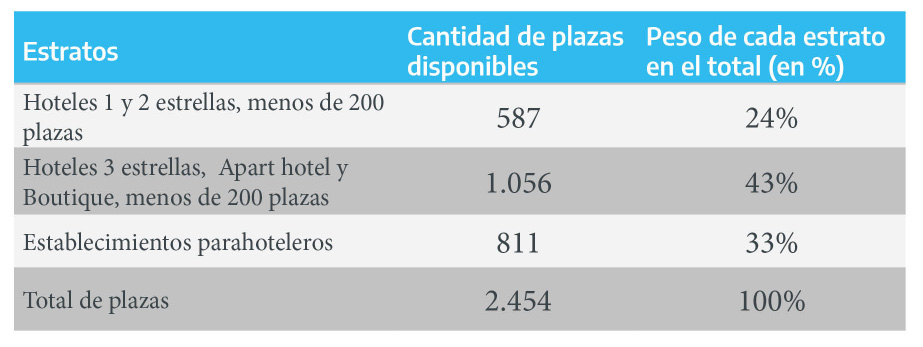 Estratos
Cantidad de plazas
disponibles
Peso de cada estrato
en el total (en %)
Hoteles 1 y 2 estrellas, menos de 200
plazas
587
24%
Hoteles 3 estrellas, Apart hotel y
Boutique, menos de 200 plazas
1.056
43%
Establecimientos parahoteleros
811
33%
Total de plazas
2.454
100%